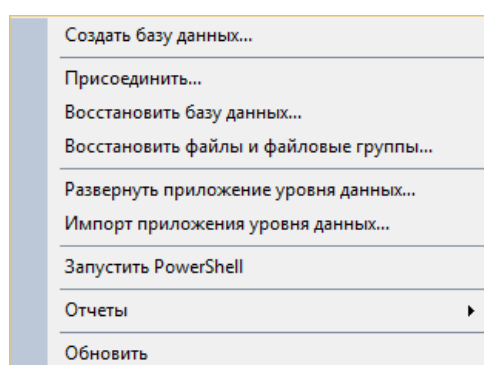 Создать базу данных...
Присоединить...
Восстановить базу данных...
Восстановить файлы и файловые группы...
Развернуть приложение уровня данных...
Импорт приложения уровня данных...
Запустить PowerShell
Отчеты
Обновить